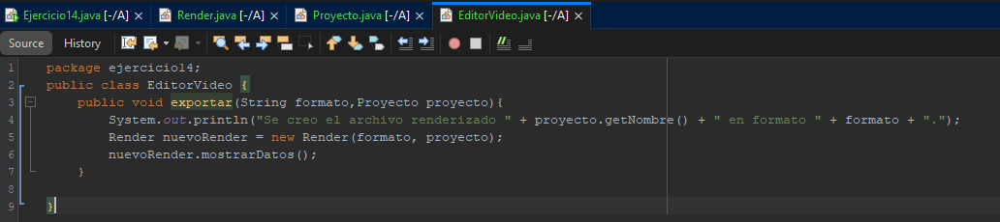 Ejercicio14.java [-/A] Render.java [-/A] Proyecto.java [-/A] EditorVideo.java [-/A]
Source History
1 package ejercicio14;
2 public class EditorVideo {
3 public void exportar(String formato,Proyecto proyecto){
4 System.out.println("Se creo el archivo renderizado " + proyecto.getNombre() + " en formato " + formato + ".");
5 Render nuevoRender = new Render(formato, proyecto);
6 nuevoRender.mostrarDatos();
7 }
8
9 }